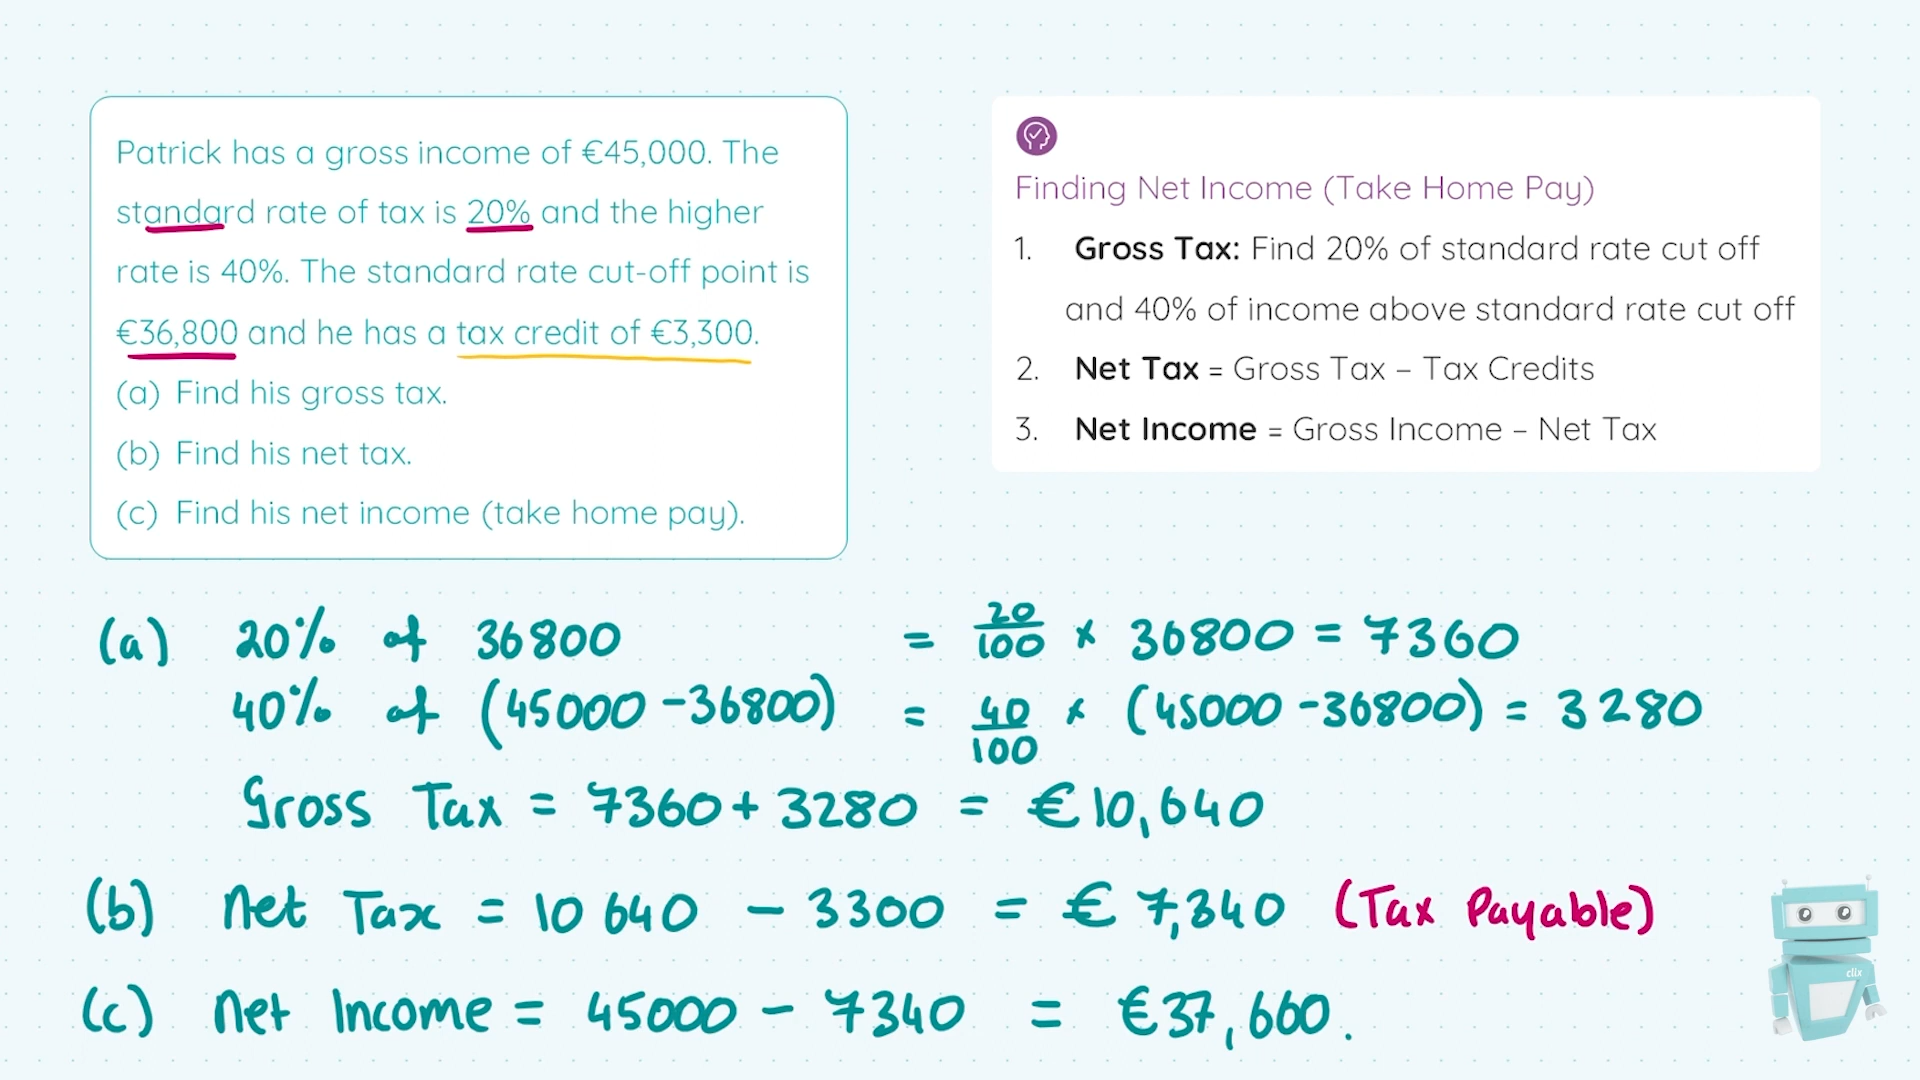 Patrick has a gross income of €45,000. The
standard rate of tax is 20% and the higher
rate is 40%. The standard rate cut-off point is
€36,800 and he has a tax credit of €3,300.
(a) Find his gross tax.
(b) Find his net tax.
(c) Find his net income (take home pay).
Finding Net Income (Take Home Pay)
1. Gross Tax: Find 20% of standard rate cut off
and 40% of income above standard rate cut off
2. Net Tax = Gross Tax – Tax Credits
3. Net Income = Gross Income – Net Tax
(a) 20% of 36800 = 20/100 × 36800 = 7360
40% of (45000 - 36800) = 40/100 × (45000 - 36800) = 3280
Gross Tax = 7360 + 3280 = €10,640
(b) Net Tax = 10 640 - 3300 = €7,340 (Tax Payable)
(c) Net Income = 45000 - 7340 = €37,660.
clix